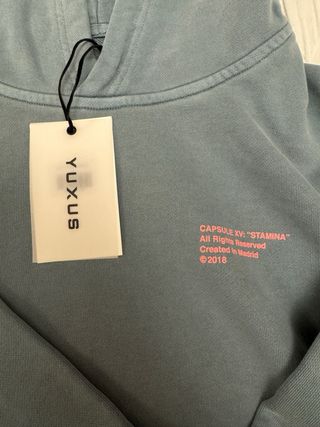 YUXUS
CAPSULE XV: "STAMINA"
All Rights Reserved
Created in Madrid
©2018